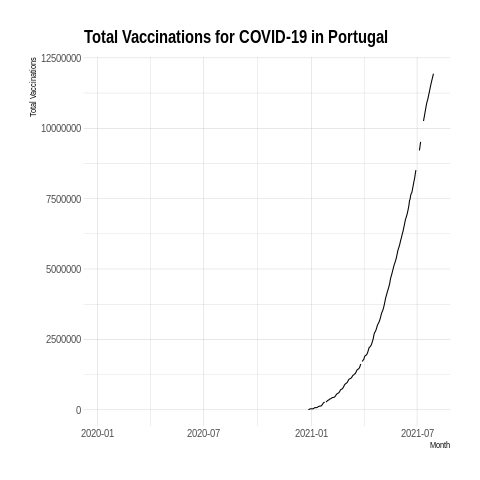 Total Vaccinations for COVID-19 in Portugal
Total Vaccinations
12500000
10000000
7500000
5000000
2500000
0
2020-01 2020-07 2021-01 2021-07
Month